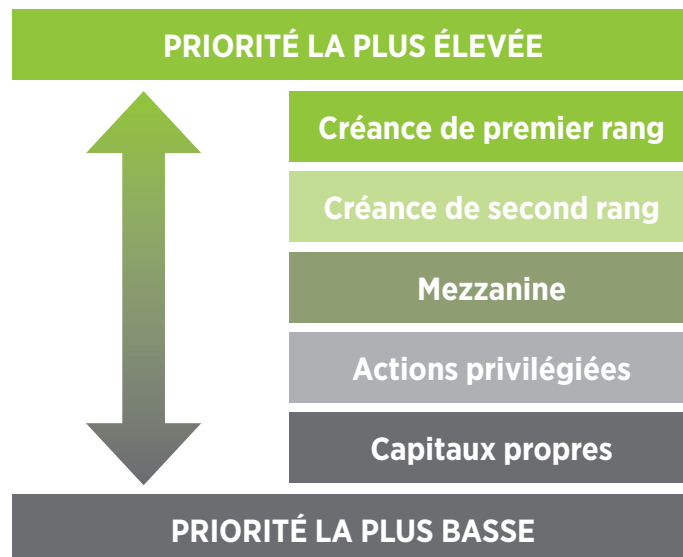 PRIORITÉ LA PLUS ÉLEVÉE
Créance de premier rang
Créance de second rang
Mezzanine
Actions privilégiées
Capitaux propres
PRIORITÉ LA PLUS BASSE